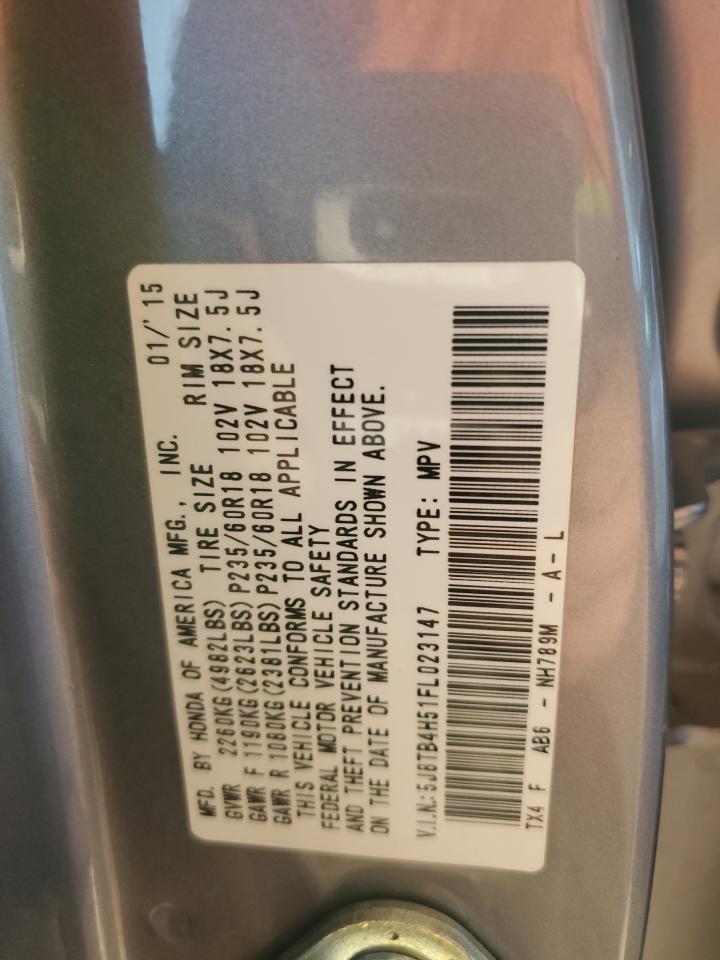 MFD. BY HONDA OF AMERICA MFG., INC. 01/'15
GVWR 2260KG(4982LBS) TIRE SIZE RIM SIZE
GAWR F 1190KG(2623LBS) P235/60R18 102V 18X7.5J
GAWR R 1080KG(2381LBS) P235/60R18 102V 18X7.5J
THIS VEHICLE CONFORMS TO ALL APPLICABLE
FEDERAL MOTOR VEHICLE SAFETY
AND THEFT PREVENTION STANDARDS IN EFFECT
ON THE DATE OF MANUFACTURE SHOWN ABOVE.
V.I.N.: 5J8TB4H51FL023147 TYPE: MPV
TX4 F AB6 - NH789M - A - L